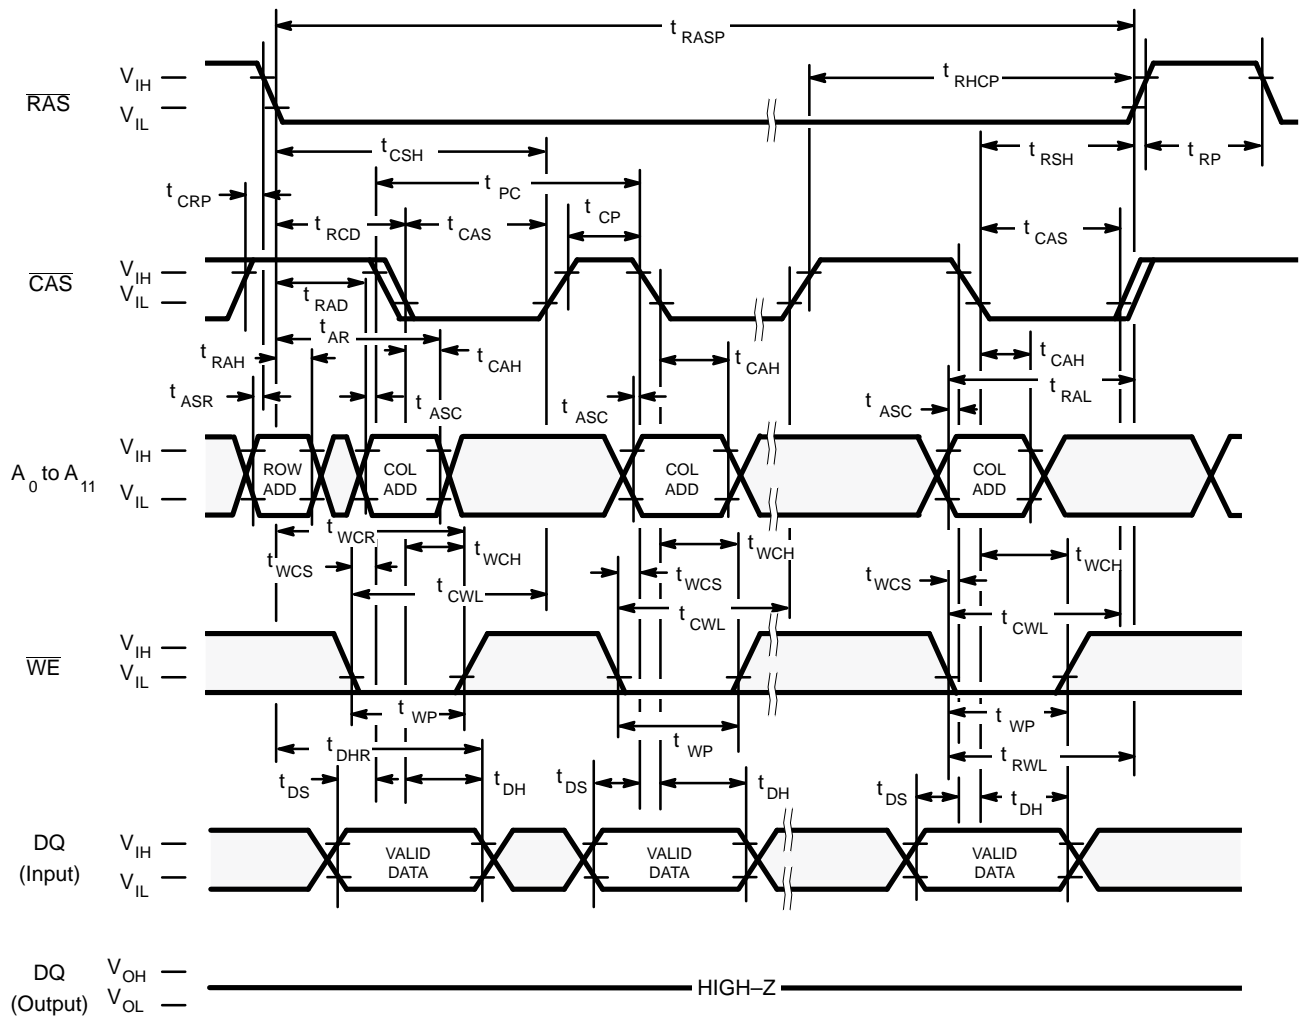 t RASP
V IH
RAS
V IL
t RHCP
t CSH
t RSH
t RP
t CRP
t PC
t RCD
t CAS
t CP
t CAS
V IH
CAS
V IL
t RAD
t AR
t RAH
t CAH
t CAH
t CAH
t ASR
t ASC
t ASC
t ASC
t RAL
V IH
A 0 to A 11
V IL
ROW ADD
COL ADD
COL ADD
COL ADD
t WCR
t WCH
t WCH
t WCH
t WCS
t WCS
t WCS
t CWL
t CWL
t CWL
V IH
WE
V IL
t WP
t WP
t WP
t DHR
t RWL
t DS
t DH
t DS
t DH
t DS
t DH
DQ
(Input)
V IH
V IL
VALID DATA
VALID DATA
VALID DATA
DQ
(Output)
V OH
V OL
HIGH–Z